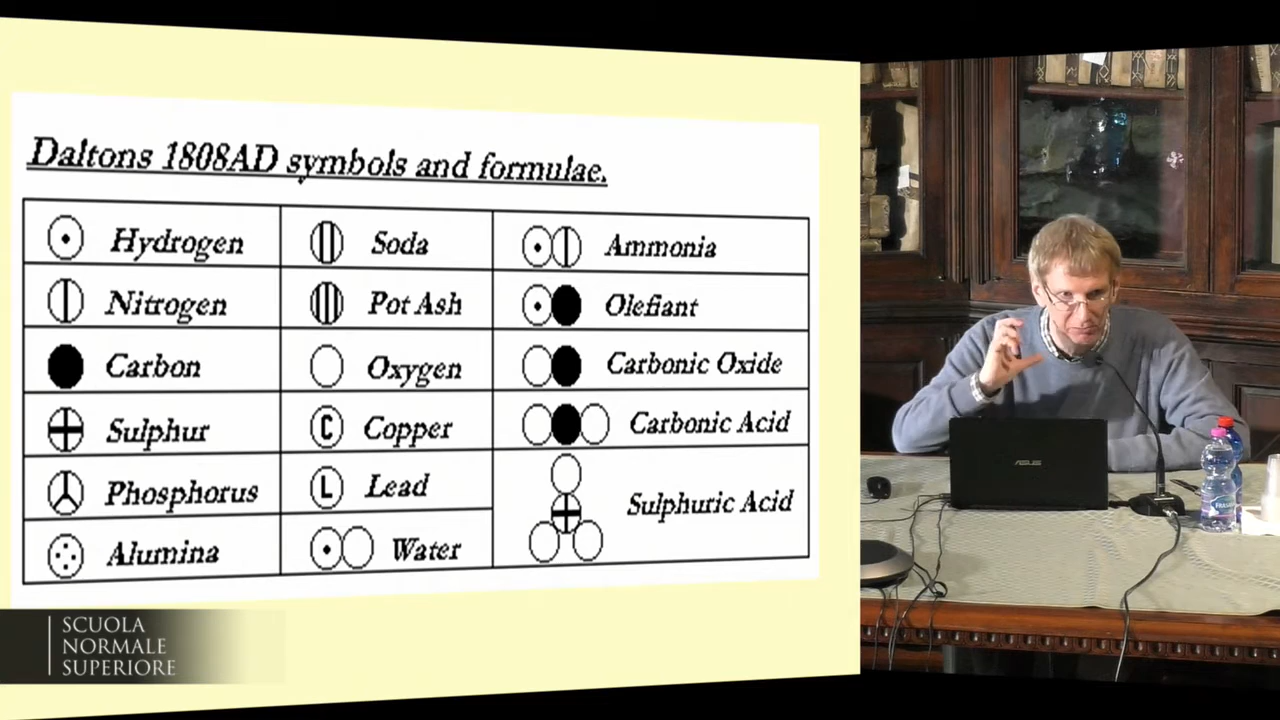 Daltons 1808AD symbols and formulae.
Hydrogen
Soda
Ammonia
Nitrogen
Pot Ash
Olefiant
Carbon
Oxygen
Carbonic Oxide
Sulphur
C
Copper
Carbonic Acid
Phosphorus
L
Lead
Sulphuric Acid
Alumina
Water
ASUS
SCUOLA
NORMALE
SUPERIORE